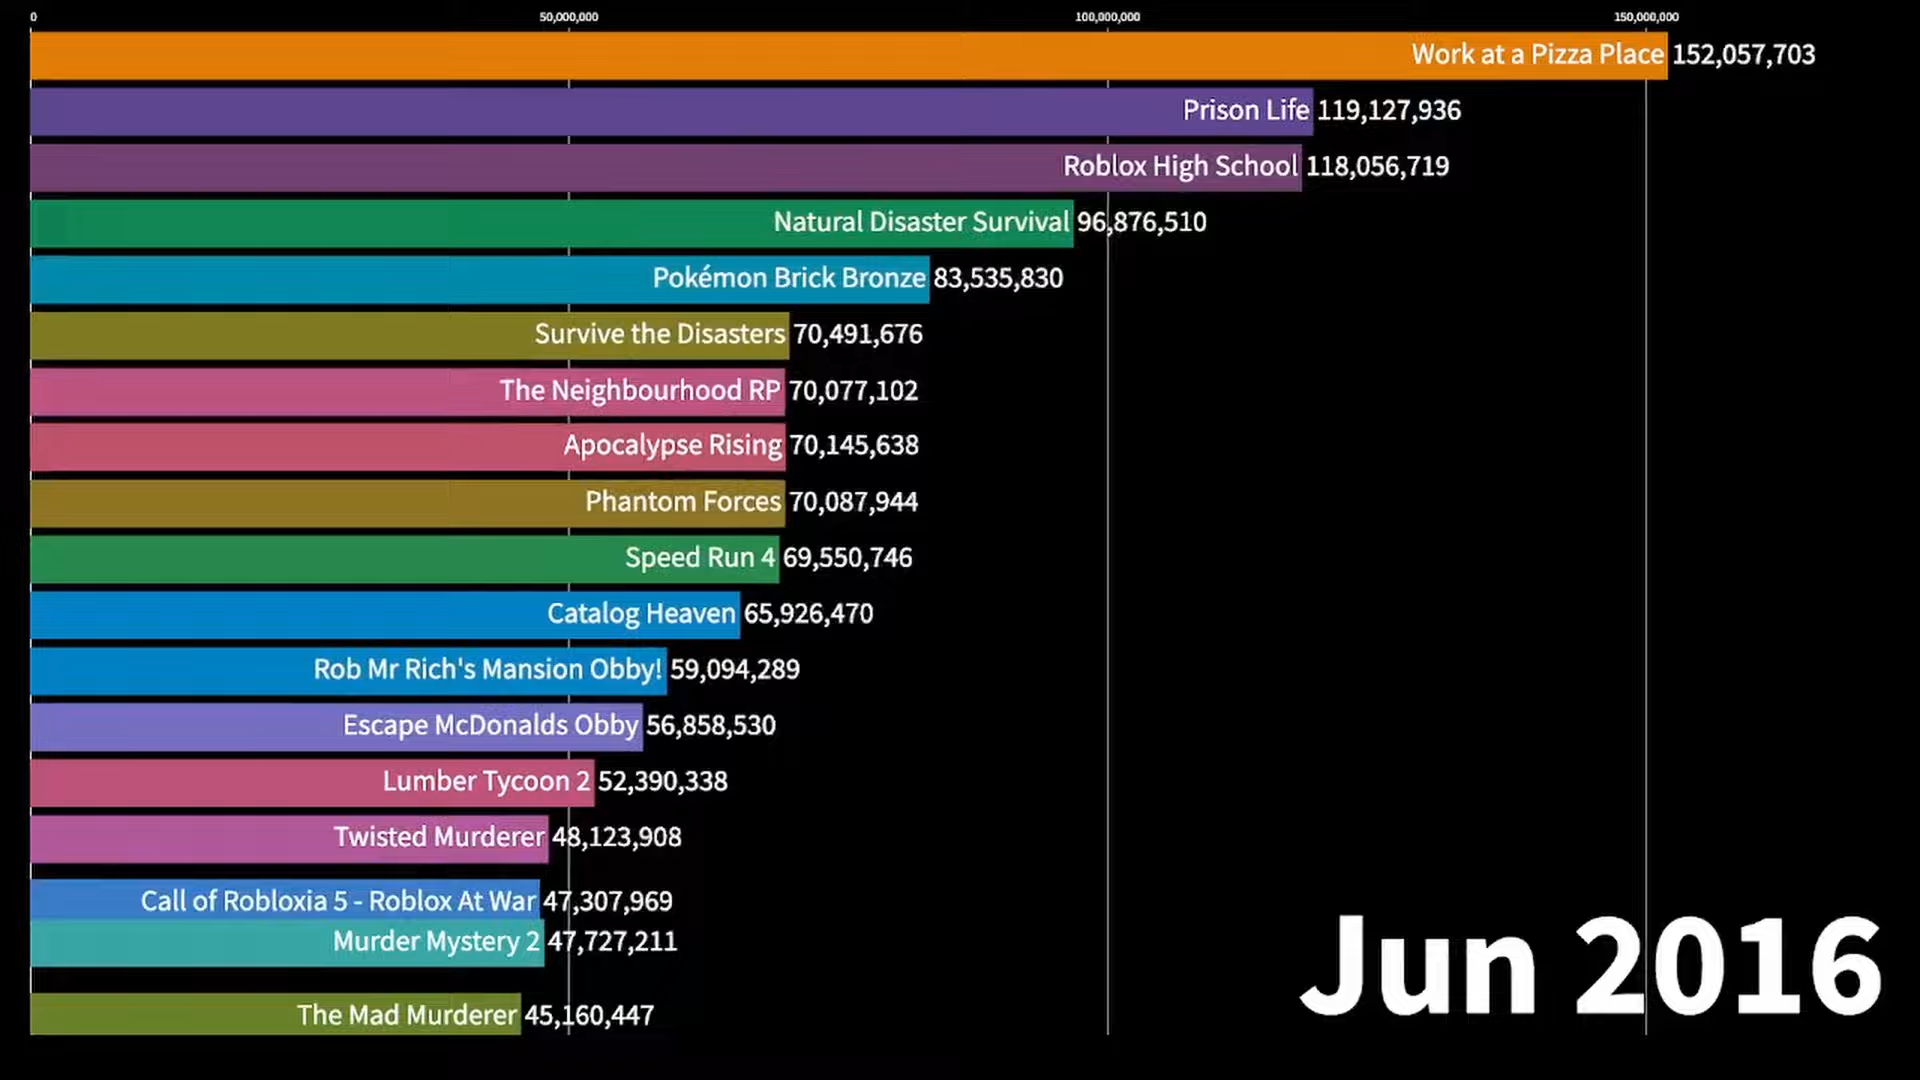 0 50,000,000 100,000,000 150,000,000
Work at a Pizza Place 152,057,703
Prison Life 119,127,936
Roblox High School 118,056,719
Natural Disaster Survival 96,876,510
Pokémon Brick Bronze 83,535,830
Survive the Disasters 70,491,676
The Neighbourhood RP 70,077,102
Apocalypse Rising 70,145,638
Phantom Forces 70,087,944
Speed Run 4 69,550,746
Catalog Heaven 65,926,470
Rob Mr Rich's Mansion Obby! 59,094,289
Escape McDonalds Obby 56,858,530
Lumber Tycoon 2 52,390,338
Twisted Murderer 48,123,908
Call of Robloxia 5 - Roblox At War 47,307,969
Murder Mystery 2 47,727,211
The Mad Murderer 45,160,447
Jun 2016